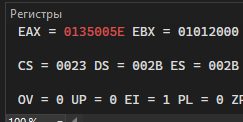 Регистры
EAX = 0135005E EBX = 01012000
CS = 0023 DS = 002B ES = 002B
OV = 0 UP = 0 EI = 1 PL = 0
100 %